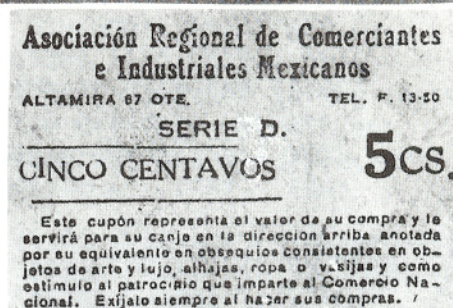 Asociación Regional de Comerciantes
e Industriales Mexicanos
ALTAMIRA 67 OTE. TEL. F. 13-50
SERIE D.
CINCO CENTAVOS 5CS.
Este cupón representa el valor de su compra y le
servirá para su canje en la dirección arriba anotada
por su equivalente en obsequios consistentes en ob-
jetos de arte y lujo, alhajas, ropa o vasijas y como
estimulo al patrocinio que imparte al Comercio Na-
cional. Exíjalo siempre al hacer sus compras.